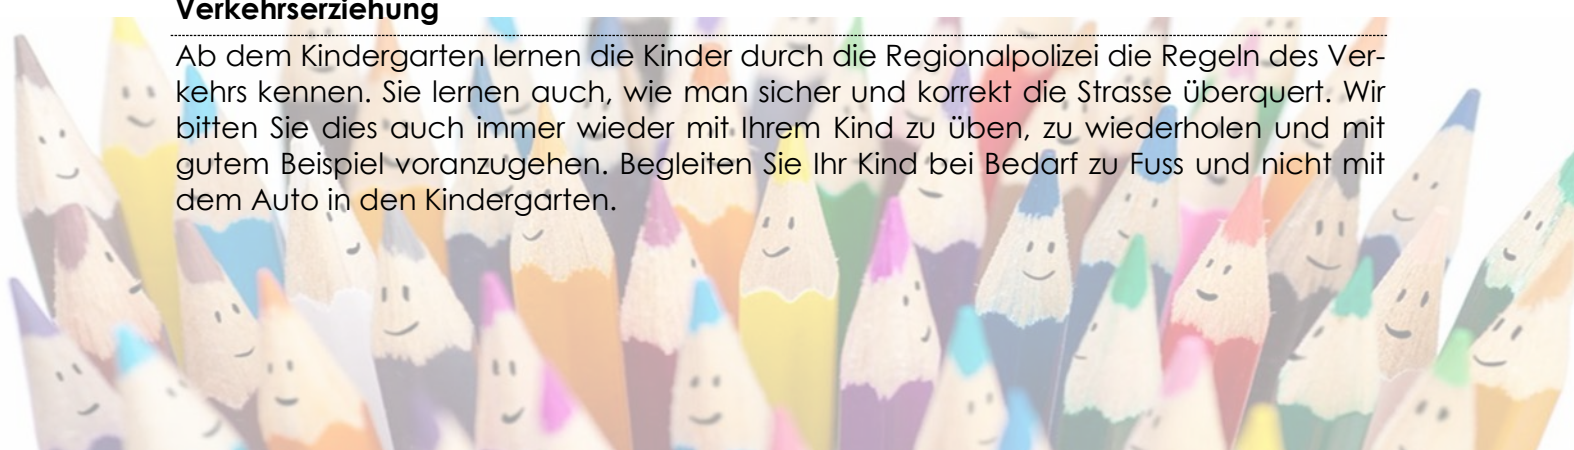 Verkehrserziehung
Ab dem Kindergarten lernen die Kinder durch die Regionalpolizei die Regeln des Ver-
kehrs kennen. Sie lernen auch, wie man sicher und korrekt die Strasse überquert. Wir
bitten Sie dies auch immer wieder mit Ihrem Kind zu üben, zu wiederholen und mit
gutem Beispiel voranzugehen. Begleiten Sie Ihr Kind bei Bedarf zu Fuss und nicht mit
dem Auto in den Kindergarten.